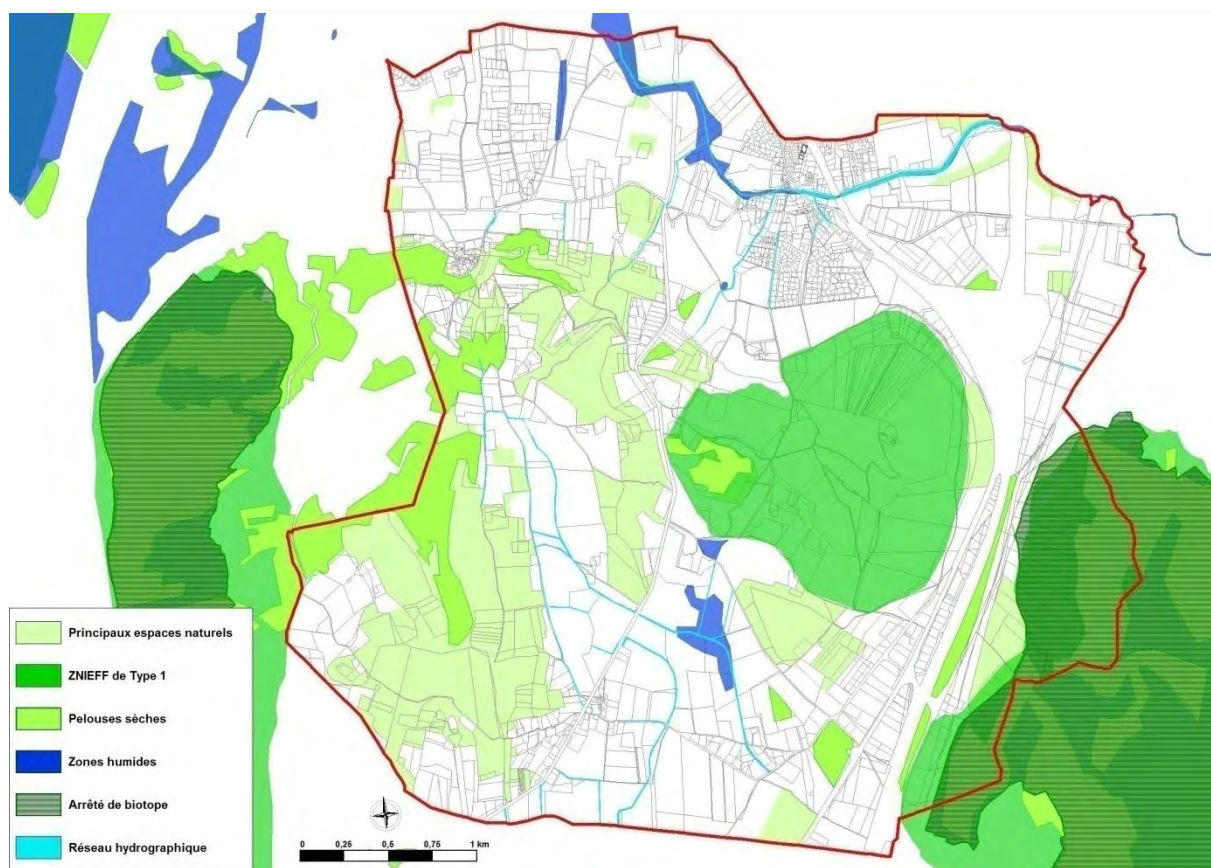 Principaux espaces naturels
ZNIEFF de Type 1
Pelouses sèches
Zones humides
Arrêté de biotope
Réseau hydrographique
0 0,25 0,5 0,75 1 km